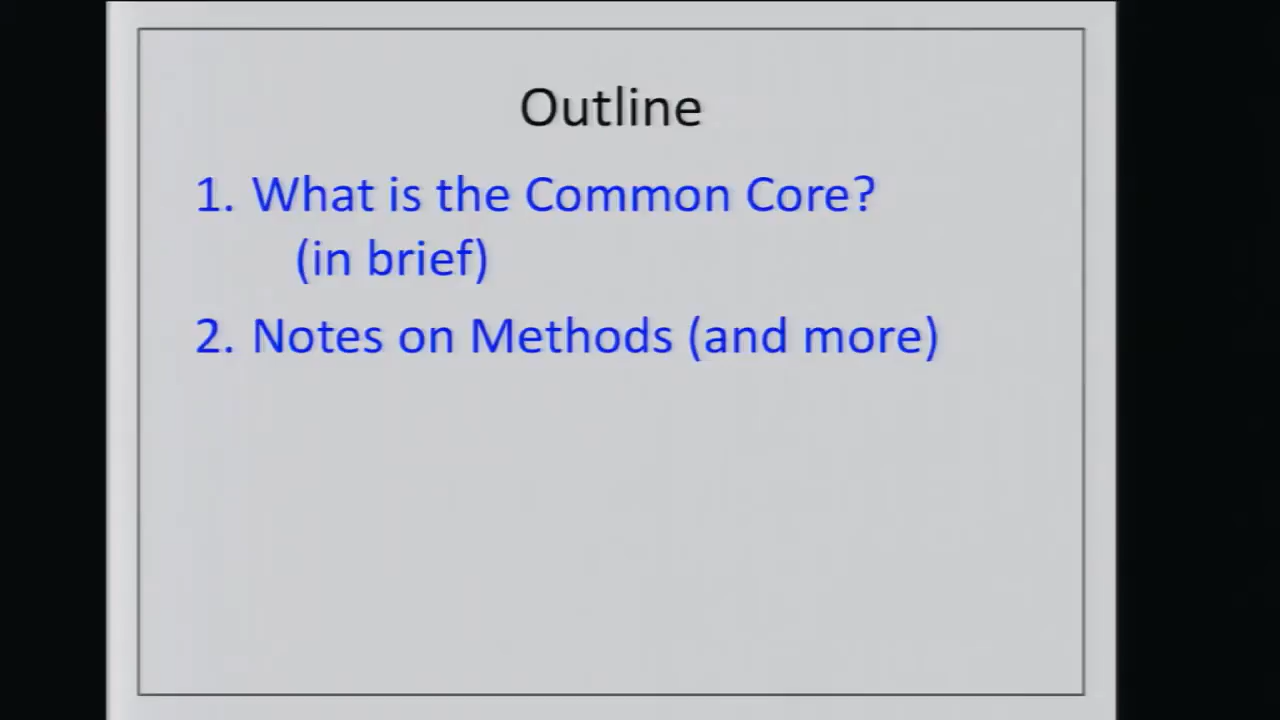 Outline
1. What is the Common Core?
(in brief)
2. Notes on Methods (and more)